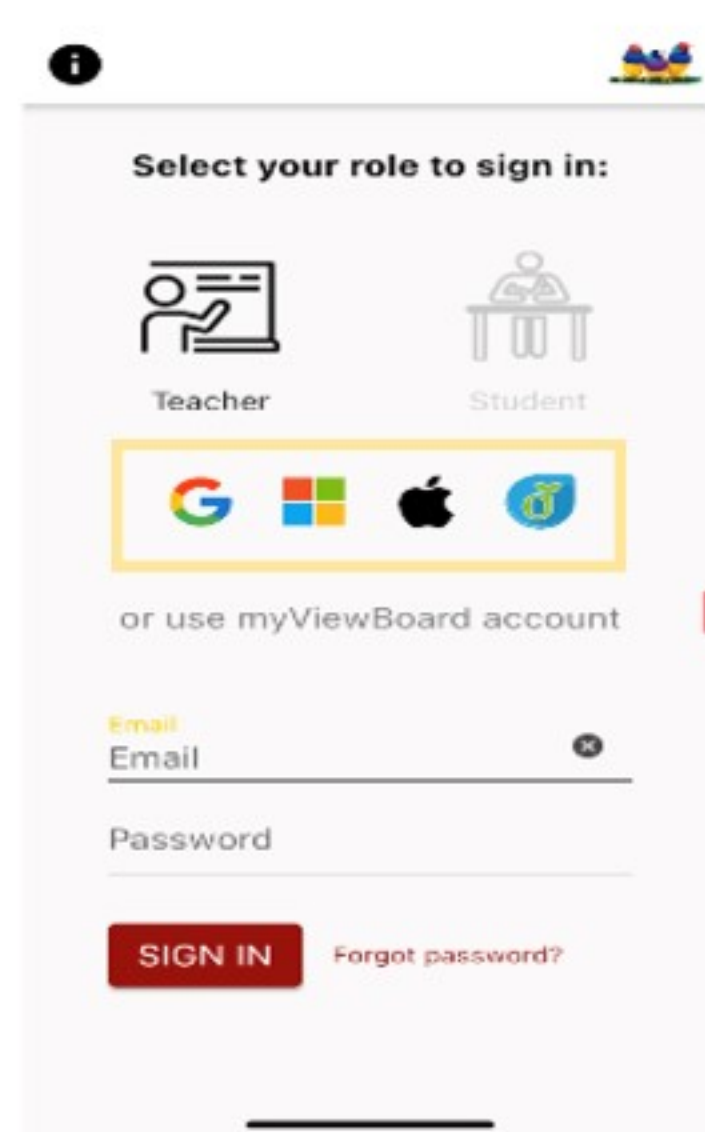 i
Select your role to sign in:
Teacher Student
or use myViewBoard account
Email
Email
Password
SIGN IN Forgot password?